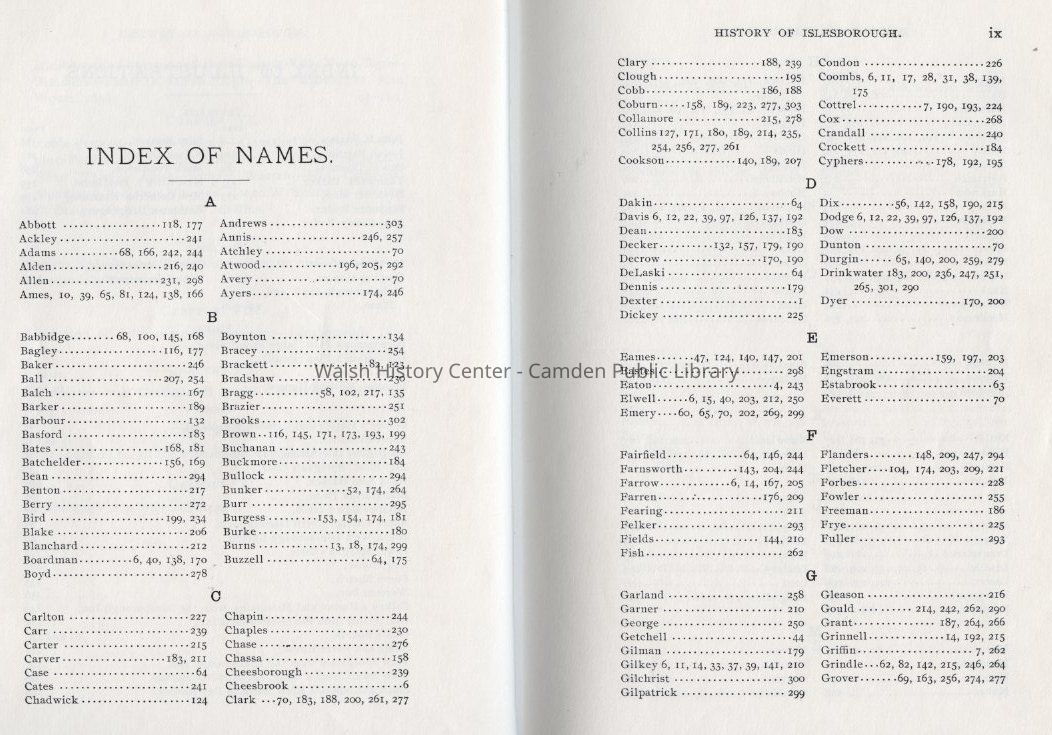 INDEX OF NAMES.
A
Abbott ................118, 177
Ackley................241
Adams ..........68, 166, 242, 244
Alden................216, 240
Allen................231, 298
Ames, 10, 39, 65, 81, 124, 138, 166
Andrews ................303
Annis................246, 257
Atchley ................70
Atwood............196, 205, 292
Avery................70
Ayers................174, 246
B
Babbidge........68, 100, 145, 168
Bagley................116, 177
Baker ................246
Ball ................207, 254
Balch ................167
Barker ................189
Barbour................132
Basford ................183
Bates ................168, 181
Batchelder............156, 169
Bean ................294
Benton ................217
Berry ................272
Bird ................199, 234
Blake ................206
Blanchard ................212
Boardman.........6, 40, 138, 170
Boyd................278
Boynton ................134
Bracey ................254
Brackett................82, 123
Bradshaw ................230
Bragg............58, 102, 217, 135
Brazier................251
Brooks................302
Brown..116, 145, 171, 173, 193, 199
Buchanan ................243
Buckmore ................184
Bullock ................294
Bunker ............52, 174, 264
Burr ................295
Burgess ........153, 154, 174, 181
Burke................180
Burns ............13, 18, 174, 299
Buzzell ................64, 175
C
Carlton ................227
Carr ................239
Carter ................215
Carver ................183, 211
Case ................64
Cates ................241
Chadwick ................124
Chapin................244
Chaples ................230
Chase ................276
Chassa ................158
Cheesborough................239
Cheesbrook ................6
Clark ...70, 183, 188, 200, 261, 277
HISTORY OF ISLESBOROUGH. ix
Clary ................188, 239
Clough................195
Cobb................186, 188
Coburn.....158, 189, 223, 277, 303
Collamore ................215, 278
Collins 127, 171, 180, 189, 214, 235,
254, 256, 277, 261
Cookson............140, 189, 207
Condon ................226
Coombs, 6, 11, 17, 28, 31, 38, 139,
175
Cottrel............7, 190, 193, 224
Cox................268
Crandall ................240
Crockett ................184
Cyphers............178, 192, 195
D
Dakin................64
Davis 6, 12, 22, 39, 97, 126, 137, 192
Dean................183
Decker............132, 157, 179, 190
Decrow ................170, 190
DeLaski ................64
Dennis ................179
Dexter ................1
Dickey ................225
Dix.........56, 142, 158, 190, 215
Dodge 6, 12, 22, 39, 97, 126, 137, 192
Dow ................200
Dunton ................70
Durgin...... 65, 140, 200, 259, 279
Drinkwater 183, 200, 236, 247, 251,
265, 301, 290
Dyer ................170, 200
E
Eames.......47, 124, 140, 147, 201
................298
Eaton................4, 243
Elwell.....6, 15, 40, 203, 212, 250
Emery....60, 65, 70, 202, 269, 299
Emerson............159, 197, 203
Engstram ................204
Estabrook................63
Everett ................70
F
Fairfield............64, 146, 244
Farnsworth..........143, 204, 244
Farrow............6, 14, 167, 205
Farren................176, 209
Fearing................211
Felker................293
Fields................144, 210
Fish................262
Flanders.......148, 209, 247, 294
Fletcher....104, 174, 203, 209, 221
Forbes................228
Fowler ................255
Freeman................186
Frye................225
Fuller ................293
G
Garland ................258
Garner ................210
George ................250
Getchell ................44
Gilman ................179
Gilkey 6, 11, 14, 33, 37, 39, 141, 210
Gilchrist ................300
Gilpatrick ................299
Gleason ................216
Gould .........214, 242, 262, 290
Grant............187, 264, 266
Grinnell............14, 192, 215
Griffin................7, 262
Grindle...62, 82, 142, 215, 246, 264
Grover.......69, 163, 256, 274, 277
Walsh History Center - Camden Public Library